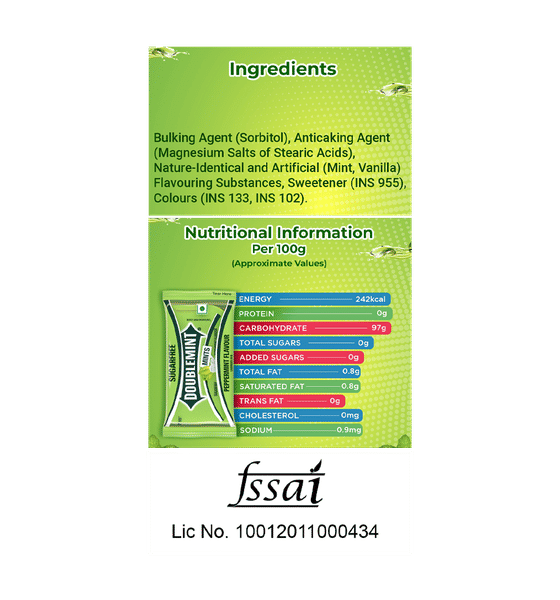 Ingredients
Bulking Agent (Sorbitol), Anticaking Agent
(Magnesium Salts of Stearic Acids),
Nature-Identical and Artificial (Mint, Vanilla)
Flavouring Substances, Sweetener (INS 955),
Colours (INS 133, INS 102).
Nutritional Information
Per 100g
(Approximate Values)
ENERGY 242kcal
PROTEIN 0g
CARBOHYDRATE 97g
TOTAL SUGARS 0g
ADDED SUGARS 0g
TOTAL FAT 0.8g
SATURATED FAT 0.8g
TRANS FAT 0g
CHOLESTEROL 0mg
SODIUM 0.9mg
Tear Here
SUGARFREE
DOUBLEMINT
MINTS
PEPPERMINT FLAVOUR
fssai
Lic No. 10012011000434